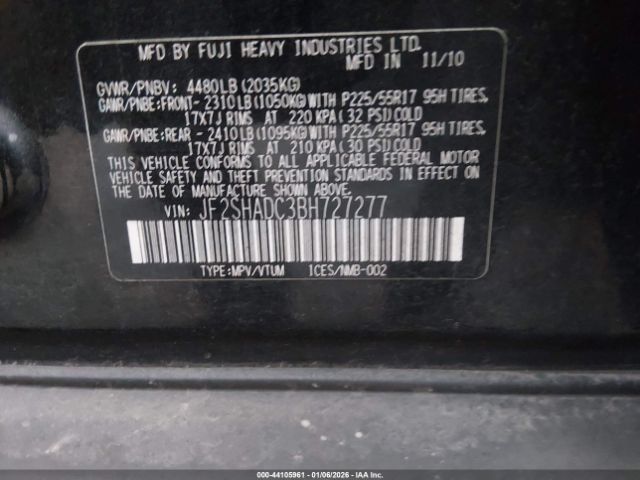 MFD BY FUJI HEAVY INDUSTRIES LTD.
MFD IN 11/10
GVWR/PNBV: 4480LB(2035KG)
GAWR/PNBE:FRONT-2310LB(1050KG)WITH P225/55R17 95H TIRES,
17X7J RIMS AT 220 KPA(32 PSI)COLD
GAWR/PNBE:REAR -2410LB(1095KG)WITH P225/55R17 95H TIRES,
17X7J RIMS AT 210 KPA(30 PSI)COLD
THIS VEHICLE CONFORMS TO ALL APPLICABLE FEDERAL MOTOR
VEHICLE SAFETY AND THEFT PREVENTION STANDARDS IN EFFECT
ON THE DATE OF MANUFACTURE SHOWN ABOVE.
VIN: JF2SHADC3BH727277
TYPE:MPV/VTUM ICES/NMB-002
000-44105961 - 01/06/2026 - IAA, Inc.